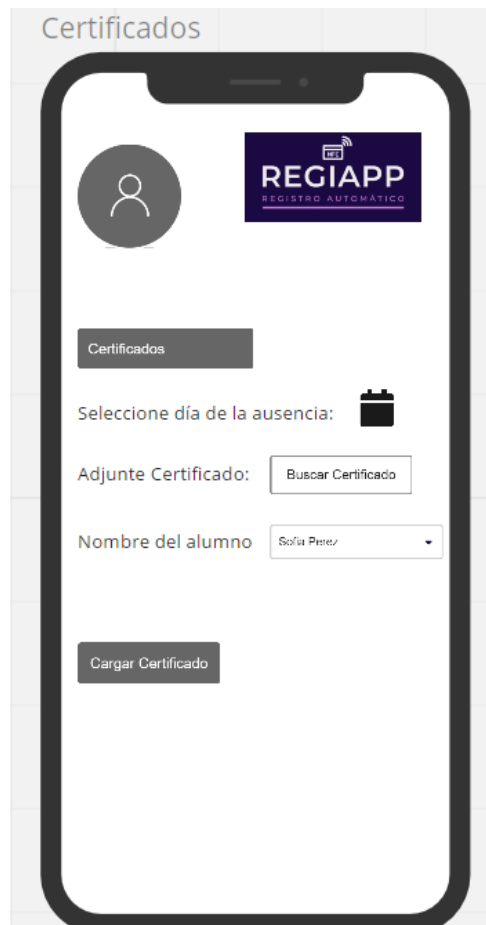 Certificados
NFC
REGIAPP
REGISTRO AUTOMÁTICO
Certificados
Seleccione día de la ausencia:
Adjunte Certificado:
Buscar Certificado
Nombre del alumno
Sofia Perez
Cargar Certificado